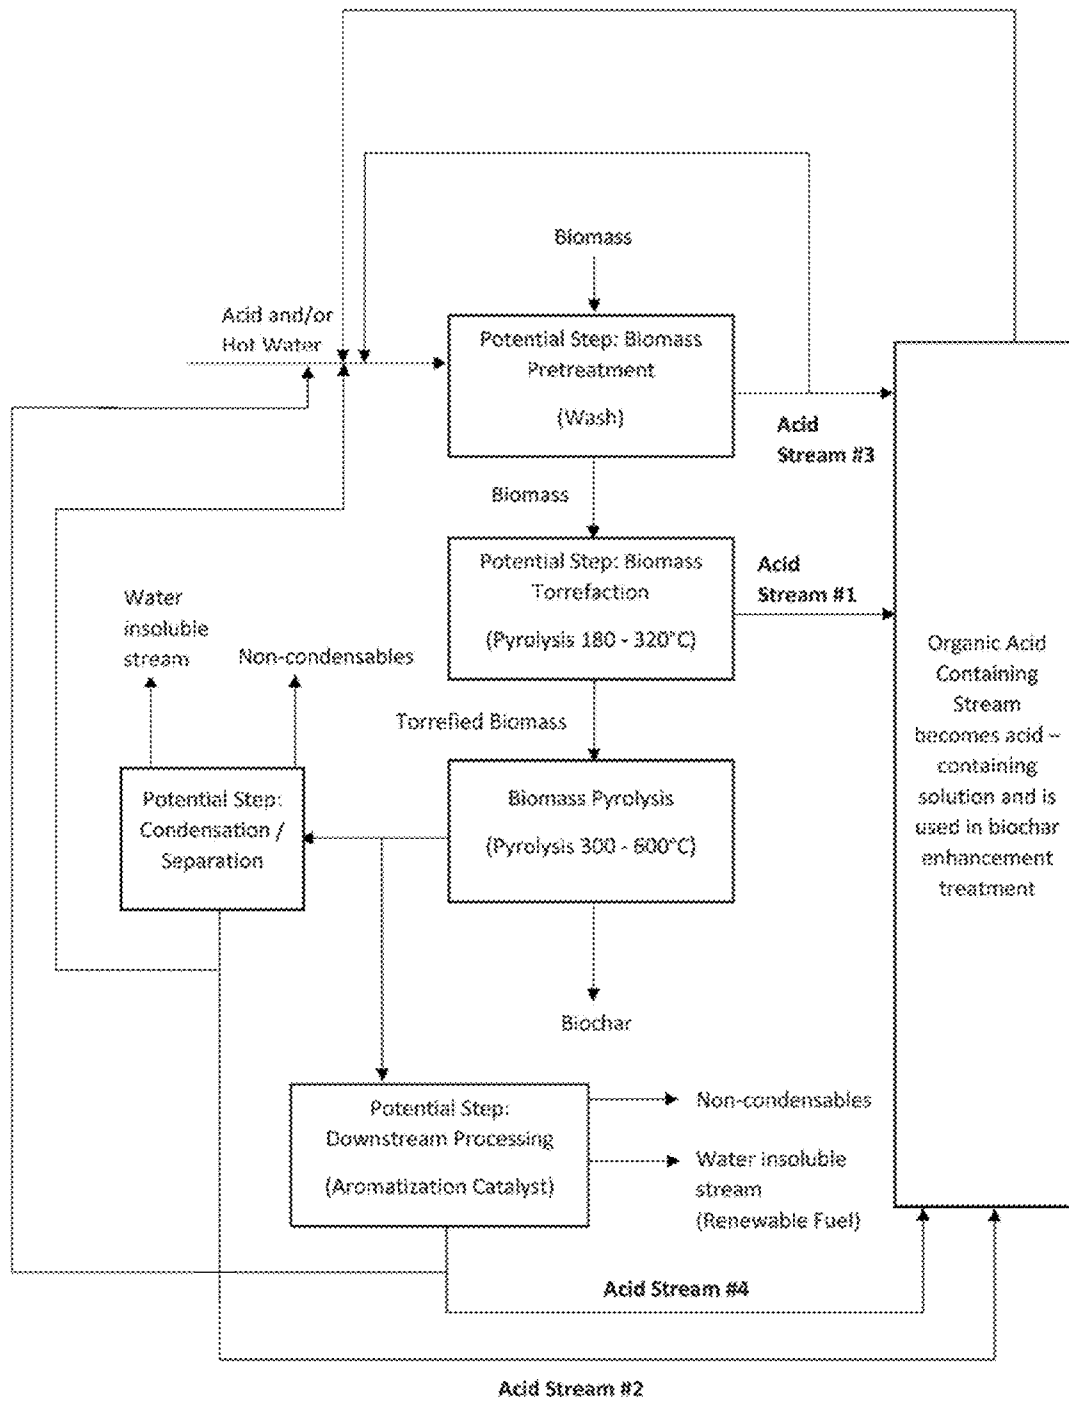 Biomass
Acid and/or
Hot Water
Potential Step: Biomass
Pretreatment
(Wash)
Acid
Stream #3
Biomass
Potential Step: Biomass
Torrefaction
(Pyrolysis 180 - 320°C)
Acid
Stream #1
Water
insoluble
stream
Non-condensables
Torrefied Biomass
Organic Acid
Containing
Stream
becomes acid –
containing
solution and is
used in biochar
enhancement
treatment
Potential Step:
Condensation /
Separation
Biomass Pyrolysis
(Pyrolysis 300 - 600°C)
Biochar
Potential Step:
Downstream Processing
(Aromatization Catalyst)
Non-condensables
Water insoluble
stream
(Renewable Fuel)
Acid Stream #4
Acid Stream #2